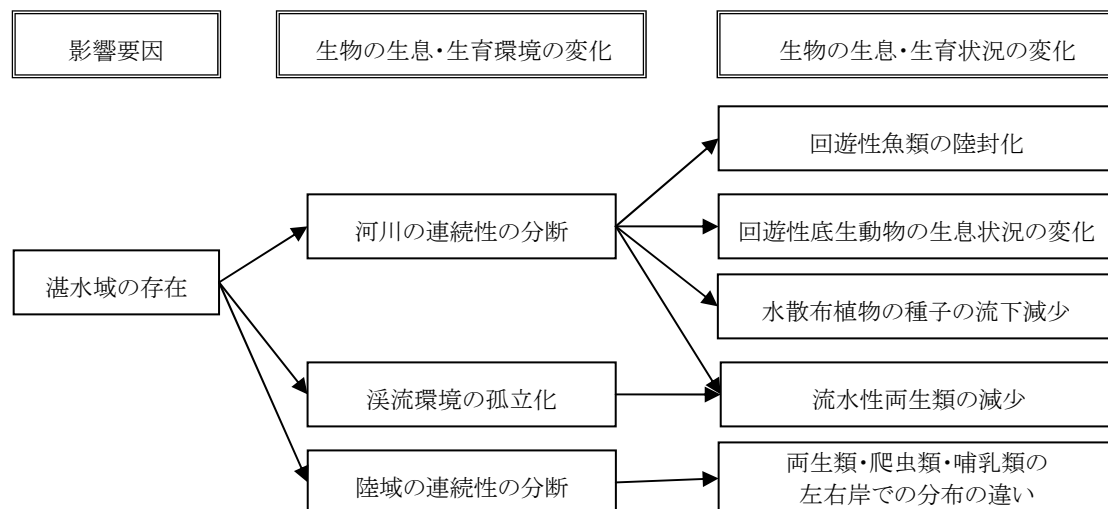 影響要因
生物の生息・生育環境の変化
生物の生息・生育状況の変化
回遊性魚類の陸封化
河川の連続性の分断
回遊性底生動物の生息状況の変化
湛水域の存在
水散布植物の種子の流下減少
渓流環境の孤立化
流水性両生類の減少
陸域の連続性の分断
両生類・爬虫類・哺乳類の
左右岸での分布の違い